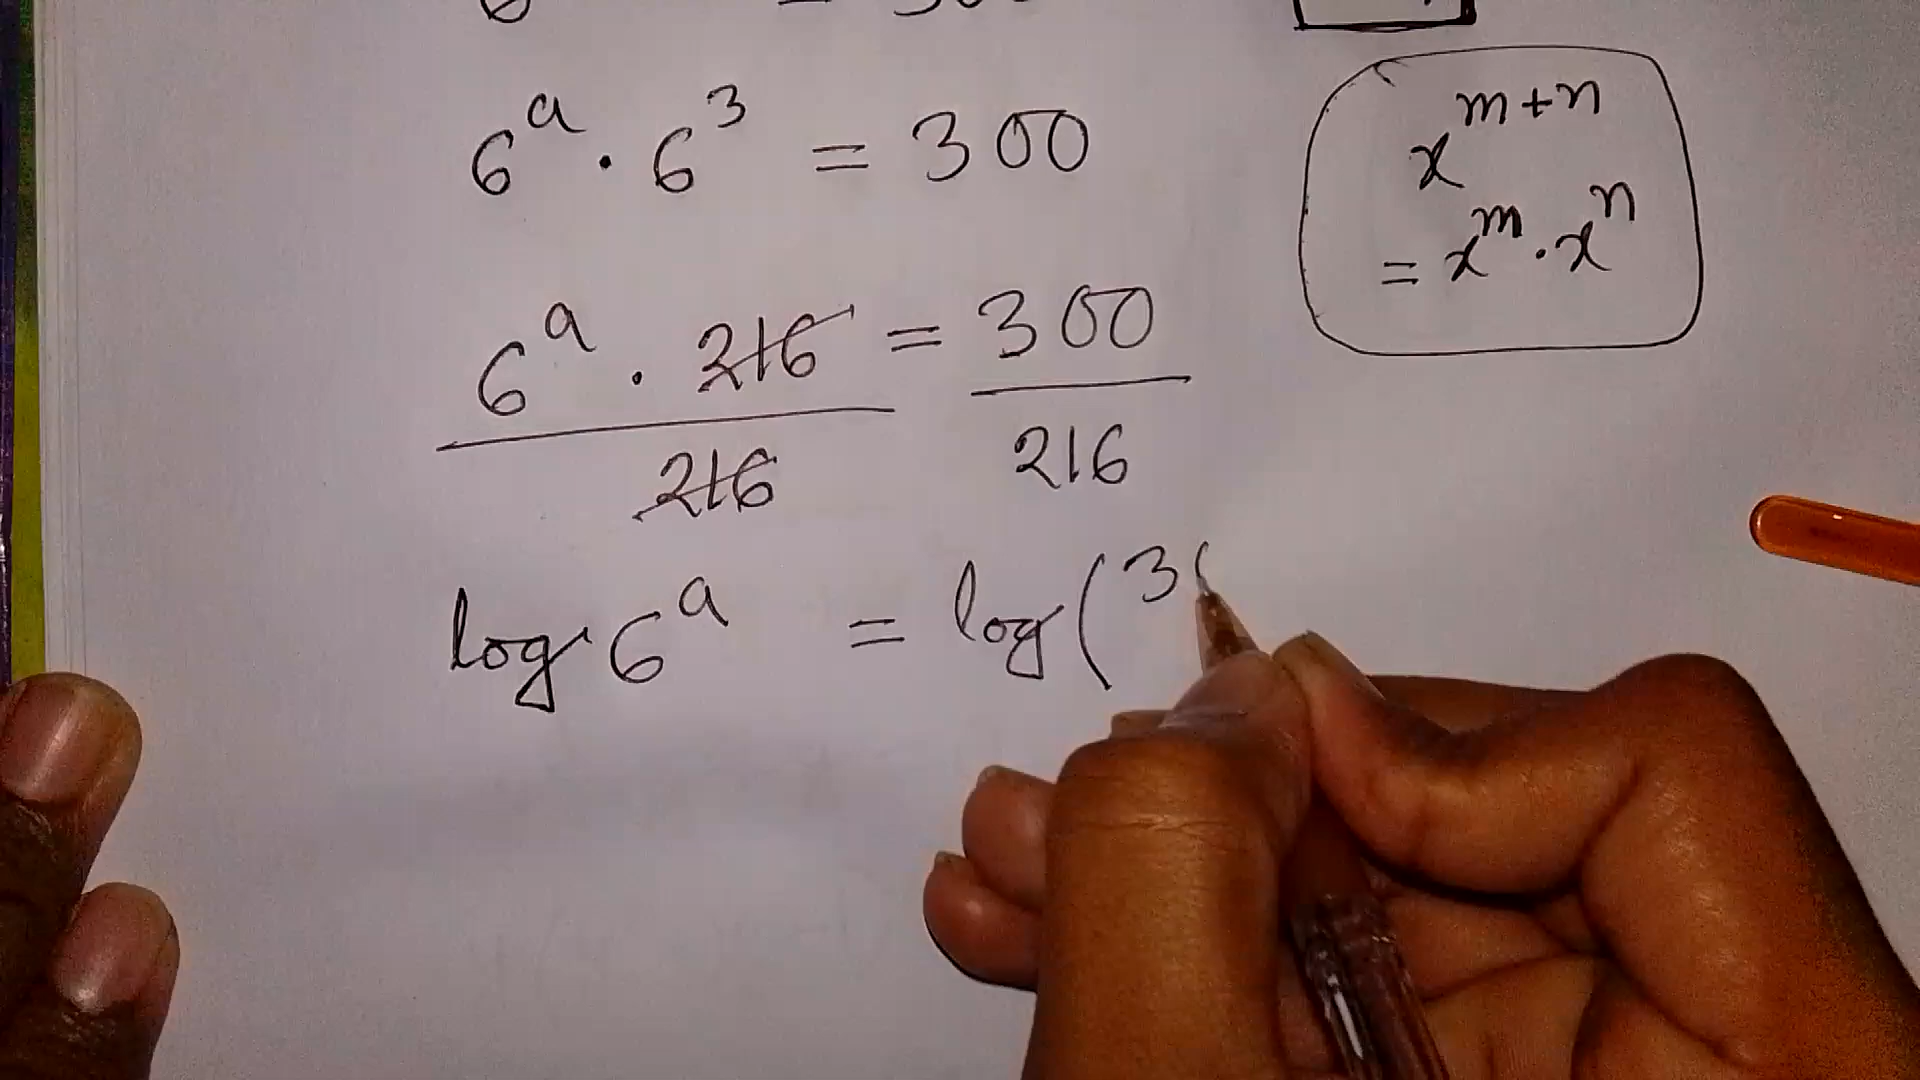 6^a · 6^3 = 300
x^{m+n}
= x^m · x^n
6^a · 216 = 300
216 216
log 6^a = log(3